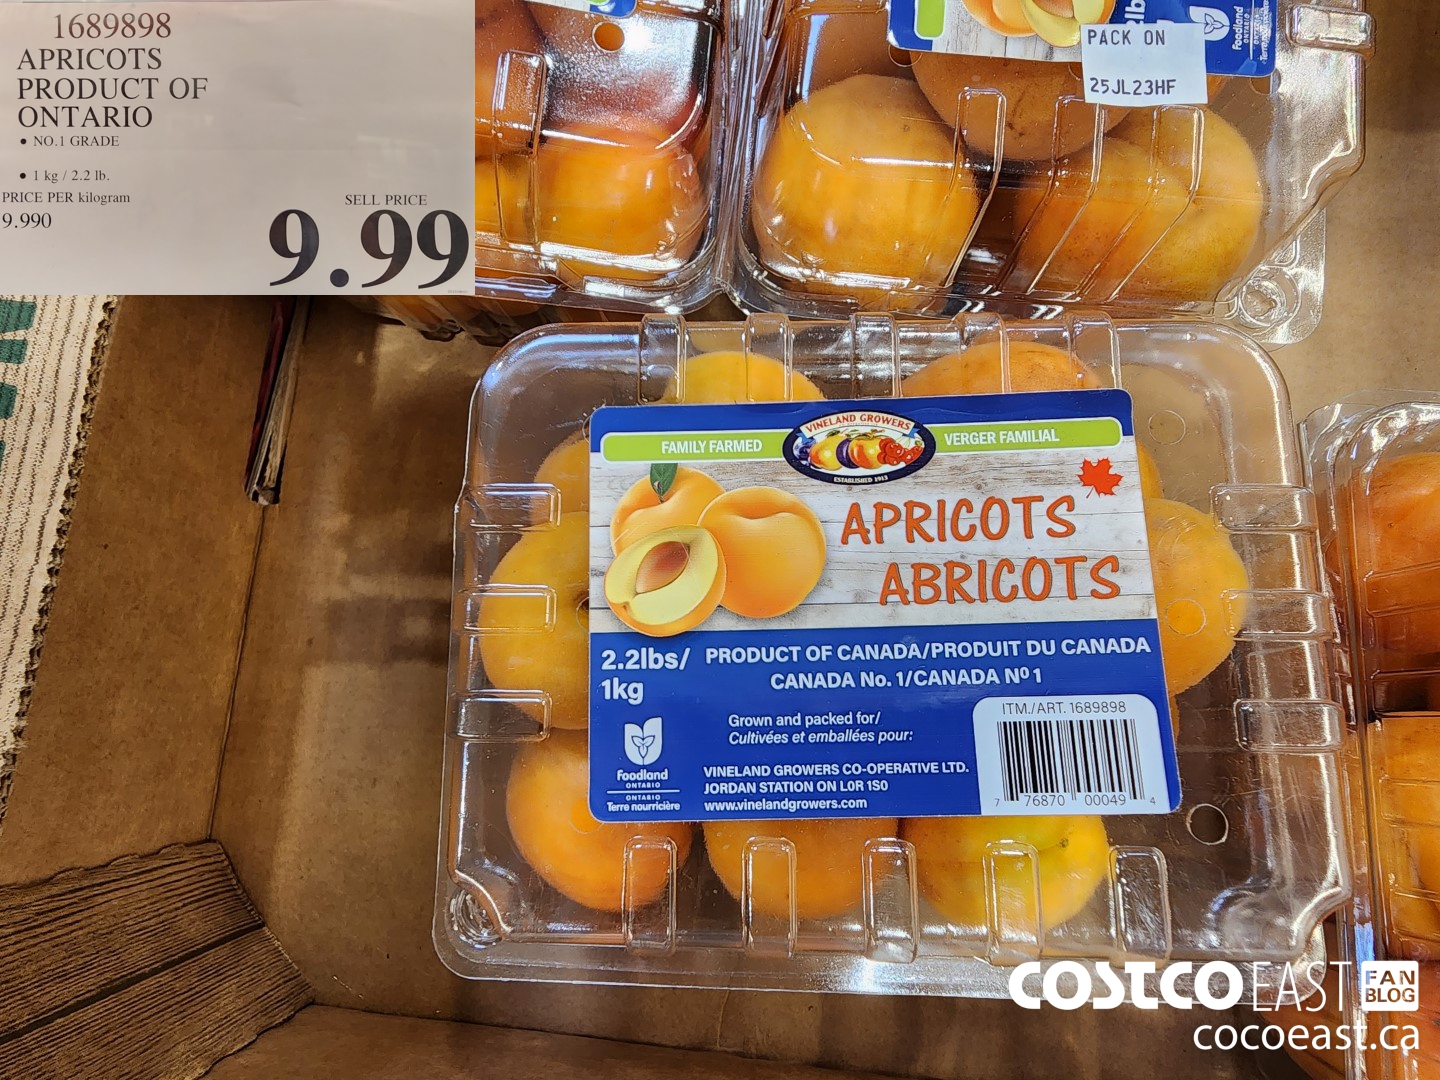 1689898
APRICOTS
PRODUCT OF
ONTARIO
• NO.1 GRADE
• 1 kg / 2.2 lb.
PRICE PER kilogram
9.990
SELL PRICE
9.99
PACK ON
25JL23HF
Foodland
ONTARIO
FAMILY FARMED
VINELAND GROWERS
ESTABLISHED 1913
VERGER FAMILIAL
APRICOTS
ABRICOTS
2.2lbs/
1kg
PRODUCT OF CANADA/PRODUIT DU CANADA
CANADA No. 1/CANADA Nº 1
Grown and packed for/
Cultivées et emballées pour:
VINELAND GROWERS CO-OPERATIVE LTD.
JORDAN STATION ON L0R 1S0
www.vinelandgrowers.com
Foodland
ONTARIO
ONTARIO
Terre nourricière
ITM./ART. 1689898
7 76870 00049 4
COSTCO EAST FAN BLOG
cocoeast.ca